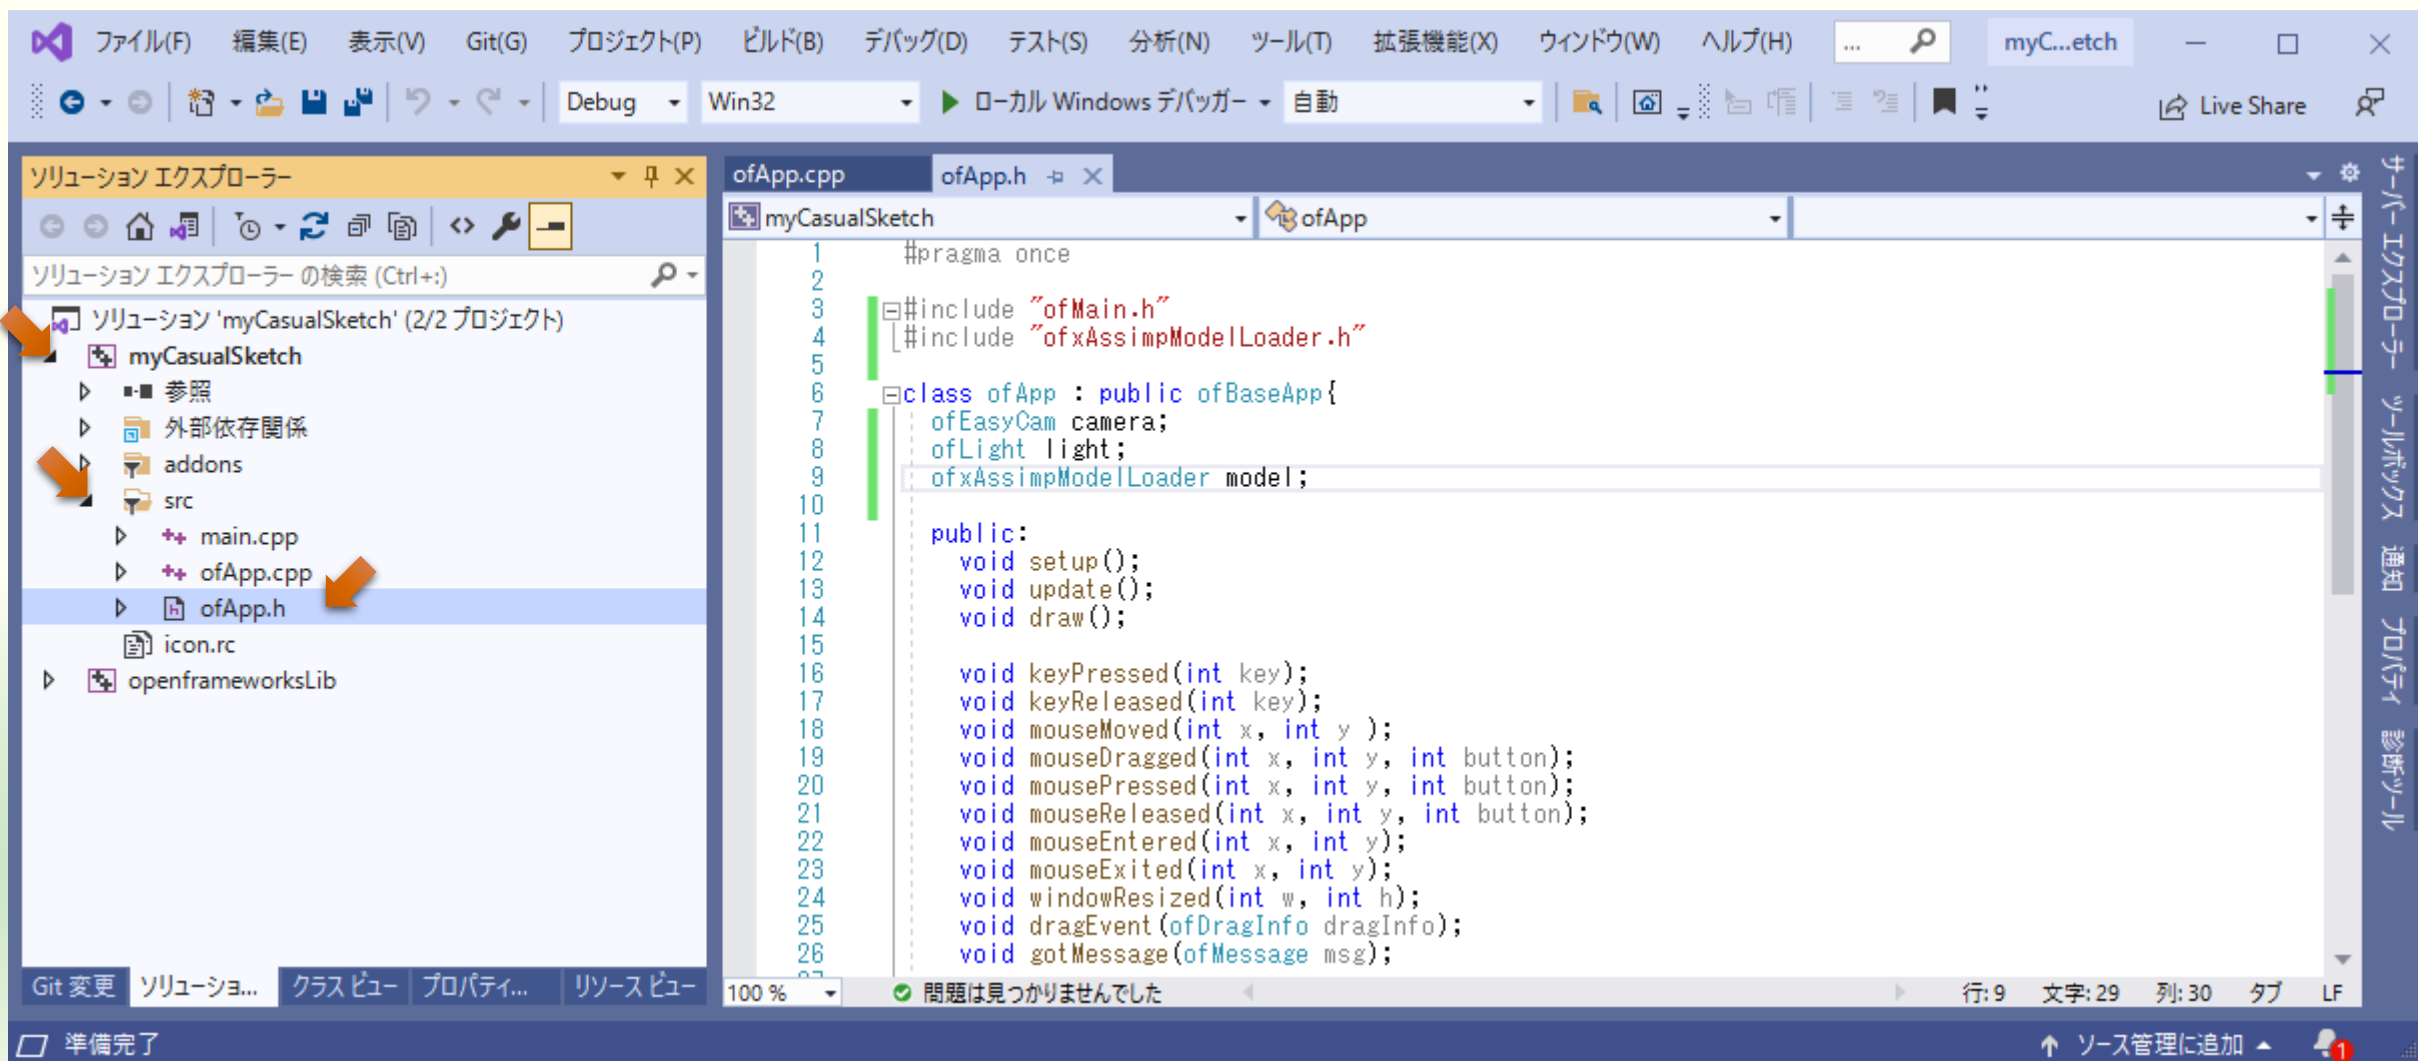 ファイル(F) 編集(E) 表示(V) Git(G) プロジェクト(P) ビルド(B) デバッグ(D) テスト(S) 分析(N) ツール(T) 拡張機能(X) ウィンドウ(W) ヘルプ(H) ... myC...etch
Debug Win32 ローカル Windows デバッガー 自動 Live Share
ソリューション エクスプローラー
ソリューション エクスプローラー の検索 (Ctrl+:)
ソリューション 'myCasualSketch' (2/2 プロジェクト)
myCasualSketch
参照
外部依存関係
addons
src
main.cpp
ofApp.cpp
ofApp.h
icon.rc
openframeworksLib
Git 変更 ソリューショ... クラス ビュー プロパティ... リソース ビュー
ofApp.cpp ofApp.h
myCasualSketch ofApp
1 #pragma once
2
3 #include "ofMain.h"
4 #include "ofxAssimpModelLoader.h"
5
6 class ofApp : public ofBaseApp{
7 ofEasyCam camera;
8 ofLight light;
9 ofxAssimpModelLoader model;
10
11 public:
12 void setup();
13 void update();
14 void draw();
15
16 void keyPressed(int key);
17 void keyReleased(int key);
18 void mouseMoved(int x, int y );
19 void mouseDragged(int x, int y, int button);
20 void mousePressed(int x, int y, int button);
21 void mouseReleased(int x, int y, int button);
22 void mouseEntered(int x, int y);
23 void mouseExited(int x, int y);
24 void windowResized(int w, int h);
25 void dragEvent(ofDragInfo dragInfo);
26 void gotMessage(ofMessage msg);
100 % 問題は見つかりませんでした 行: 9 文字: 29 列: 30 タブ LF
サーバー エクスプローラー
ツールボックス
通知
プロパティ
診断ツール
準備完了 ソース管理に追加 1